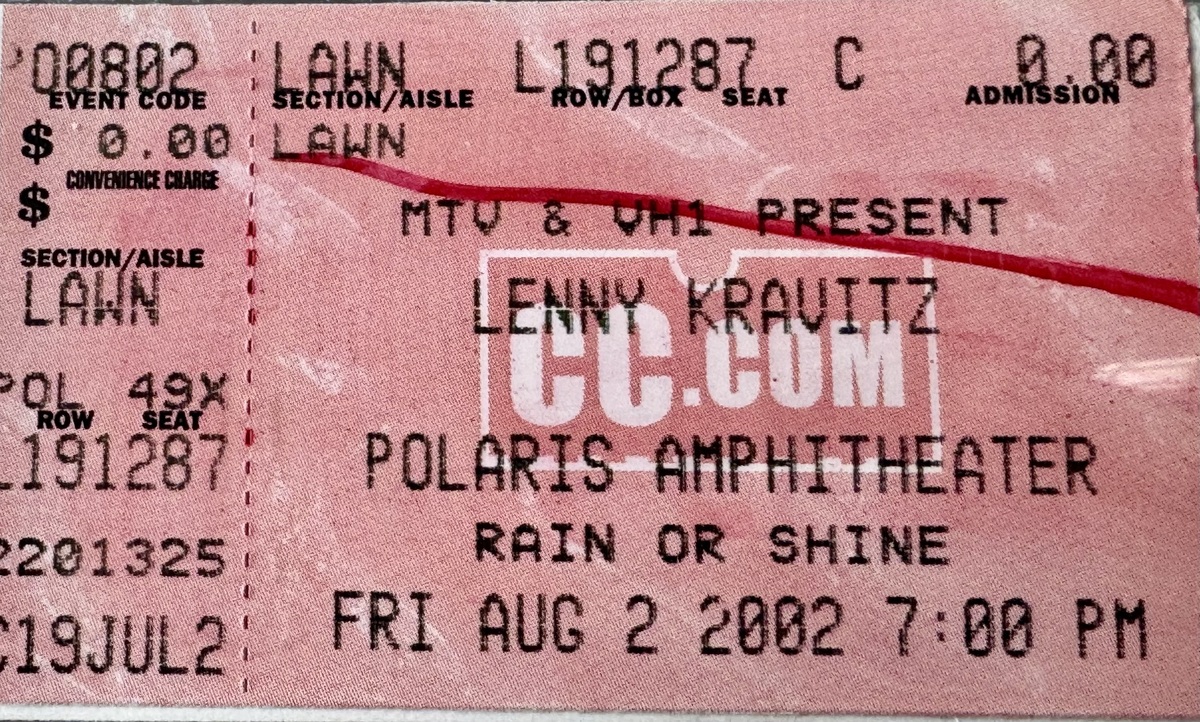 Q0802
EVENT CODE
$ 0.00
CONVENIENCE CHARGE
$
SECTION/AISLE
LAWN
POL 49X
ROW SEAT
L191287
2201325
C19JUL2
LAWN L191287 C 0.00
SECTION/AISLE ROW/BOX SEAT ADMISSION
LAWN
MTV & VH1 PRESENT
LENNY KRAVITZ
CC.COM
POLARIS AMPHITHEATER
RAIN OR SHINE
FRI AUG 2 2002 7:00 PM